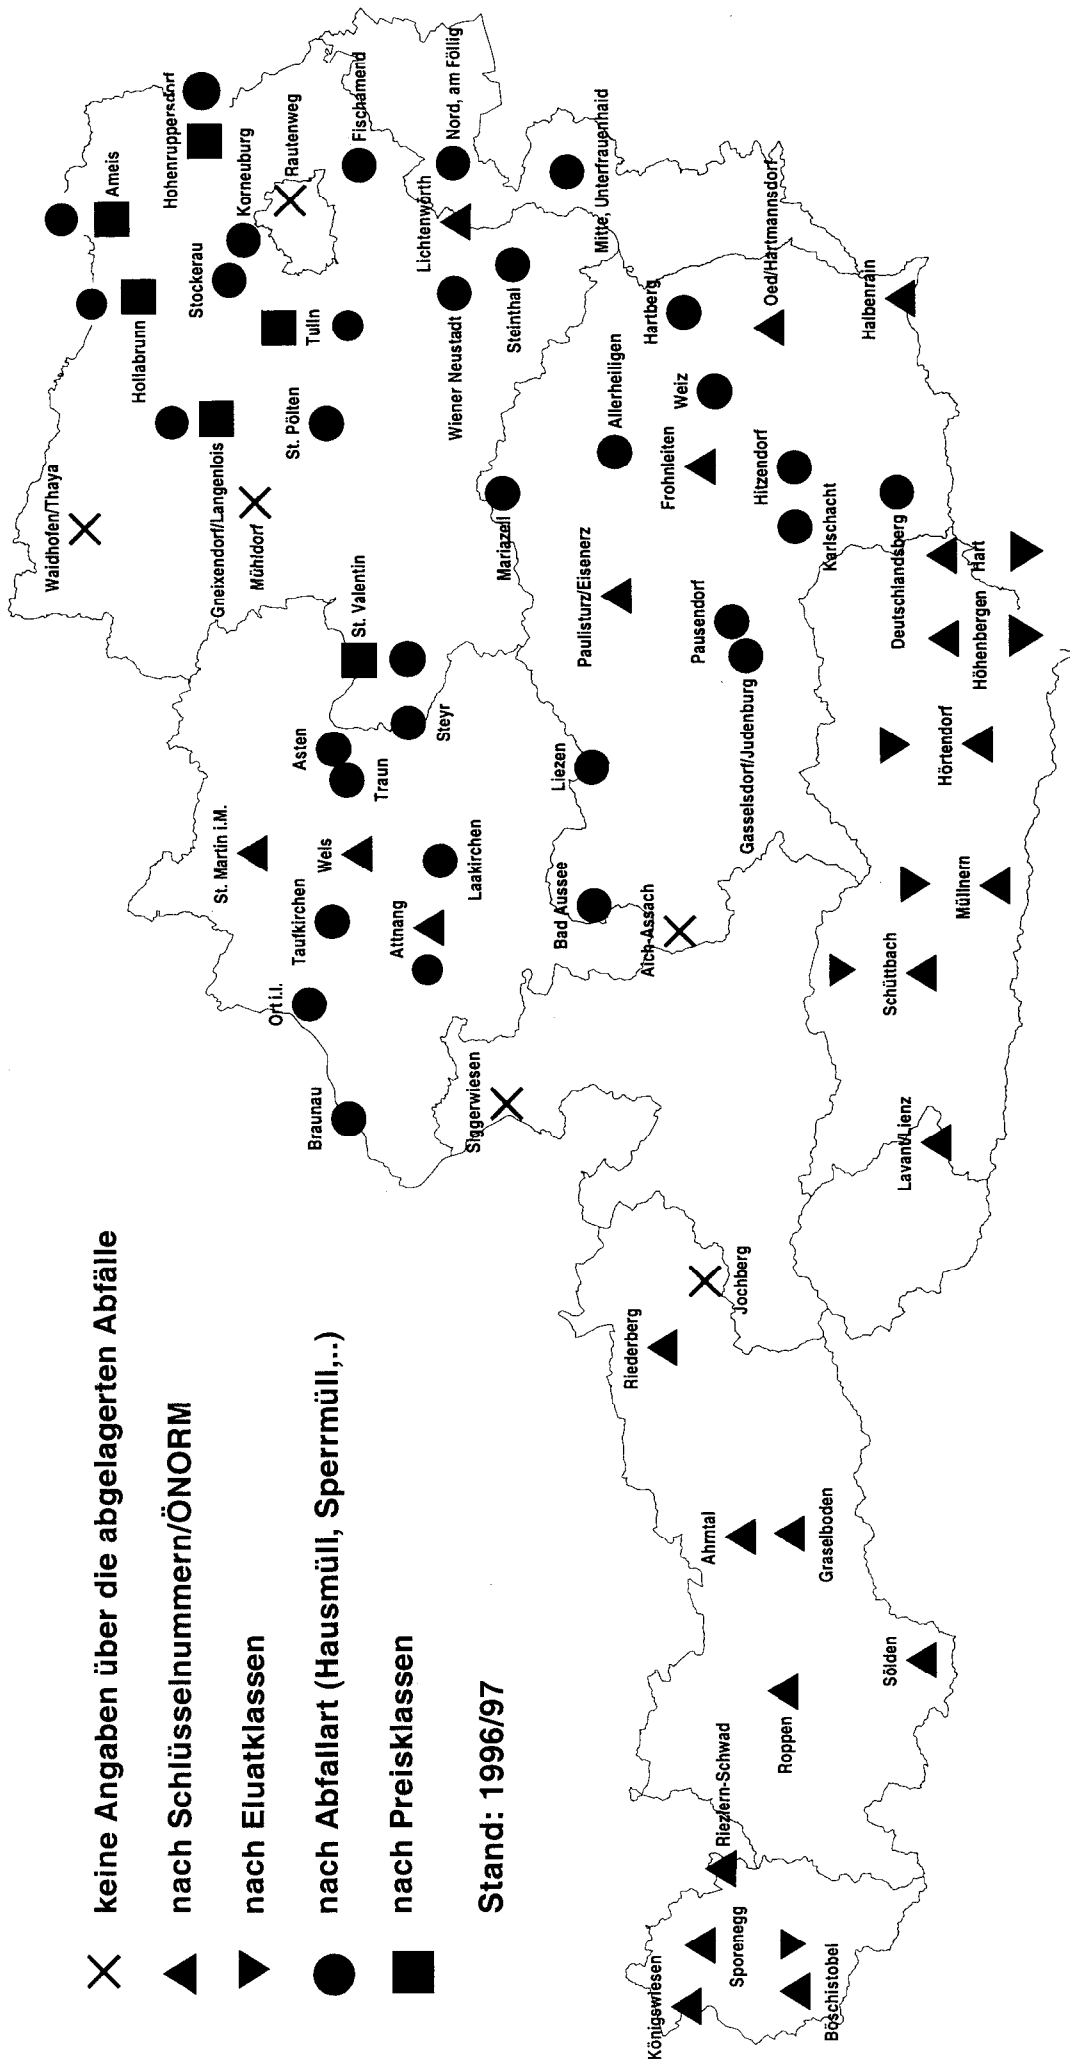 keine Angaben über die abgelagerten Abfälle
nach Schlüsselnummern/ÖNORM
nach Eluatklassen
nach Abfallart (Hausmüll, Sperrmüll,..)
nach Preisklassen
Stand: 1996/97
Waidhofen/Thaya
Hollabrunn
Ameis
Hohenruppersdorf
Gneixendorf/Langenlois
Stockerau
Korneuburg
Mühldorf
Rautenweg
St. Pölten
Tulln
Fischamend
St. Valentin
St. Martin i.M.
Asten
Traun
Steyr
Wels
Taufkirchen
Ort i.I.
Braunau
Attnang
Laakirchen
Lichtenwörth
Nord, am Föllig
Wiener Neustadt
Steinthal
Mitte, Unterfrauenhaid
Siggerwiesen
Mariazell
Bad Aussee
Liezen
Aich-Assach
Paulisturz/Eisenerz
Allerheiligen
Hartberg
Frohnleiten
Weiz
Oed/Hartmannsdorf
Pausendorf
Gasselsdorf/Judenburg
Hitzendorf
Karlschacht
Halbenrain
Deutschlandsberg
Hart
Höhenbergen
Hörtendorf
Müllnern
Schüttbach
Lavant/Lienz
Jochberg
Riederberg
Ahrntal
Graselboden
Sölden
Roppen
Riezlern-Schwad
Sporenegg
Königswiesen
Böschistobel